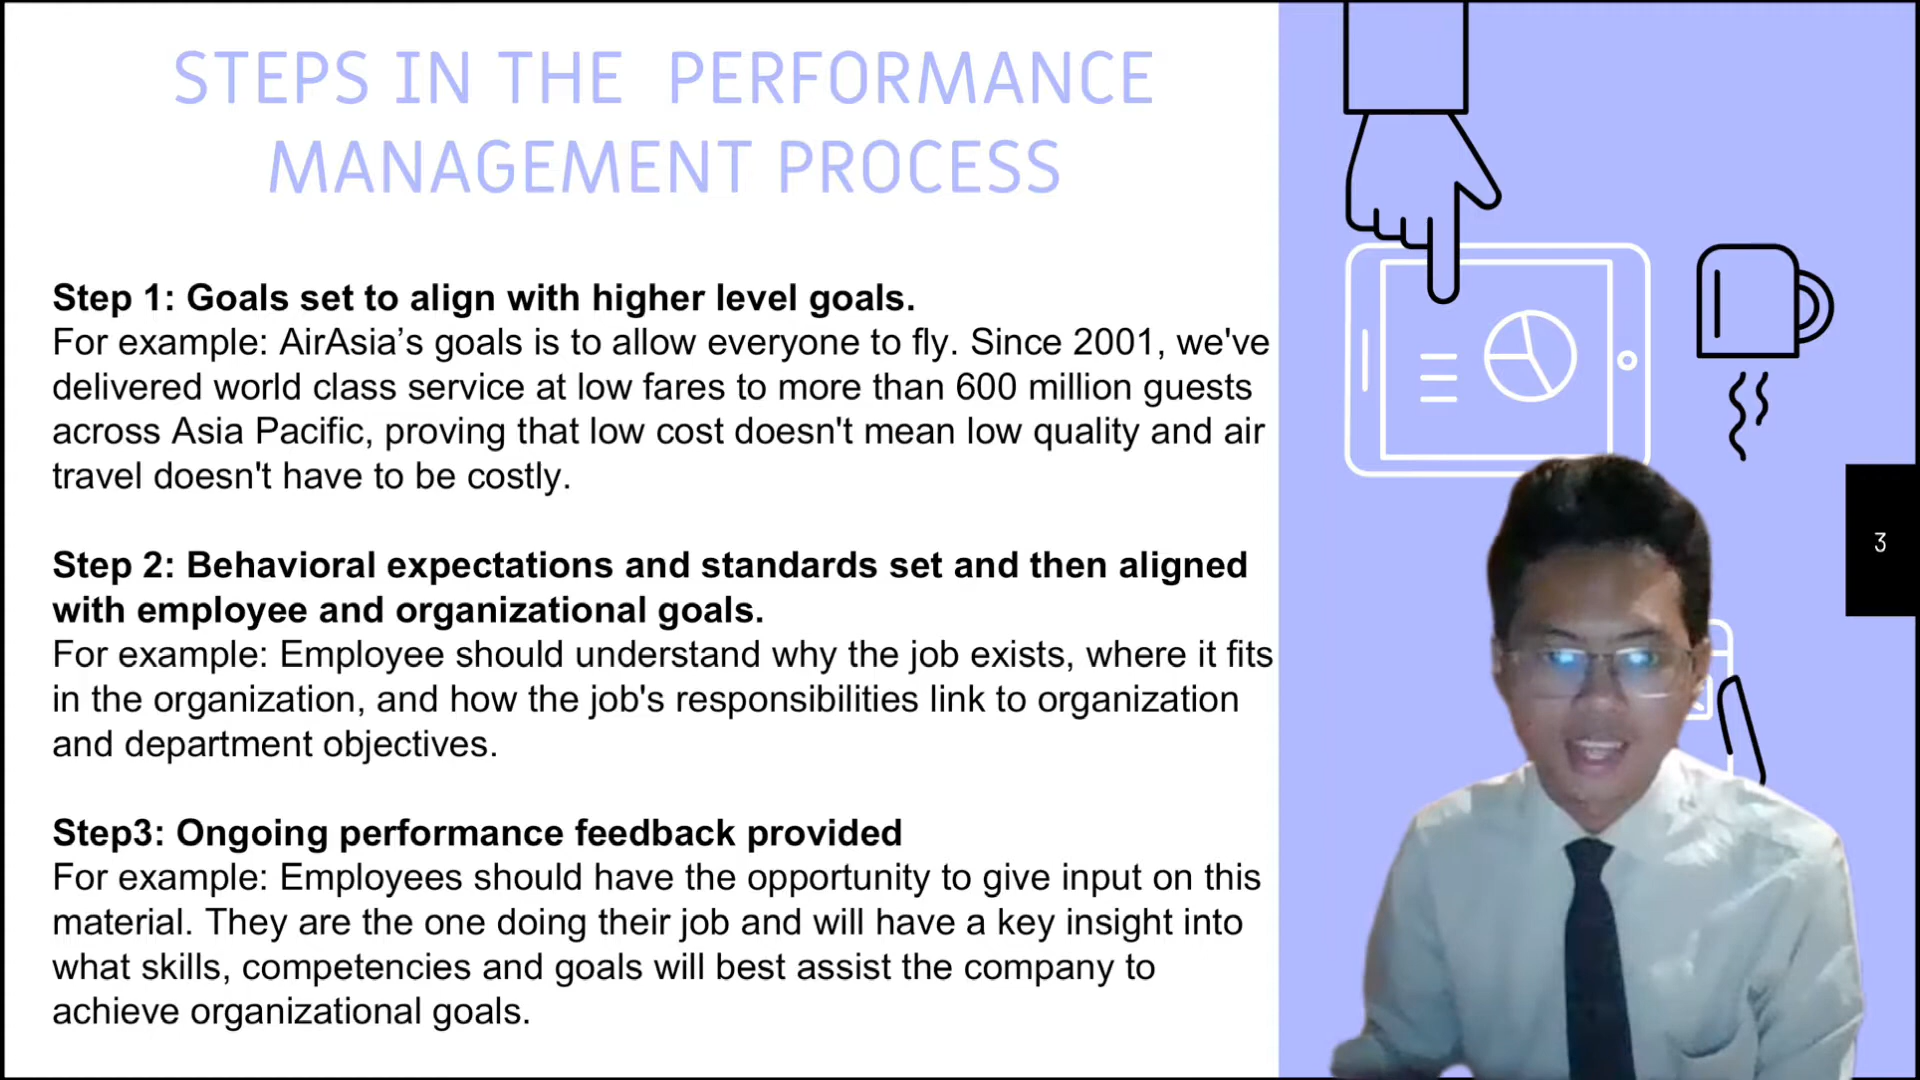 STEPS IN THE PERFORMANCE
MANAGEMENT PROCESS
Step 1: Goals set to align with higher level goals.
For example: AirAsia’s goals is to allow everyone to fly. Since 2001, we've
delivered world class service at low fares to more than 600 million guests
across Asia Pacific, proving that low cost doesn't mean low quality and air
travel doesn't have to be costly.
Step 2: Behavioral expectations and standards set and then aligned
with employee and organizational goals.
For example: Employee should understand why the job exists, where it fits
in the organization, and how the job's responsibilities link to organization
and department objectives.
Step3: Ongoing performance feedback provided
For example: Employees should have the opportunity to give input on this
material. They are the one doing their job and will have a key insight into
what skills, competencies and goals will best assist the company to
achieve organizational goals.
3